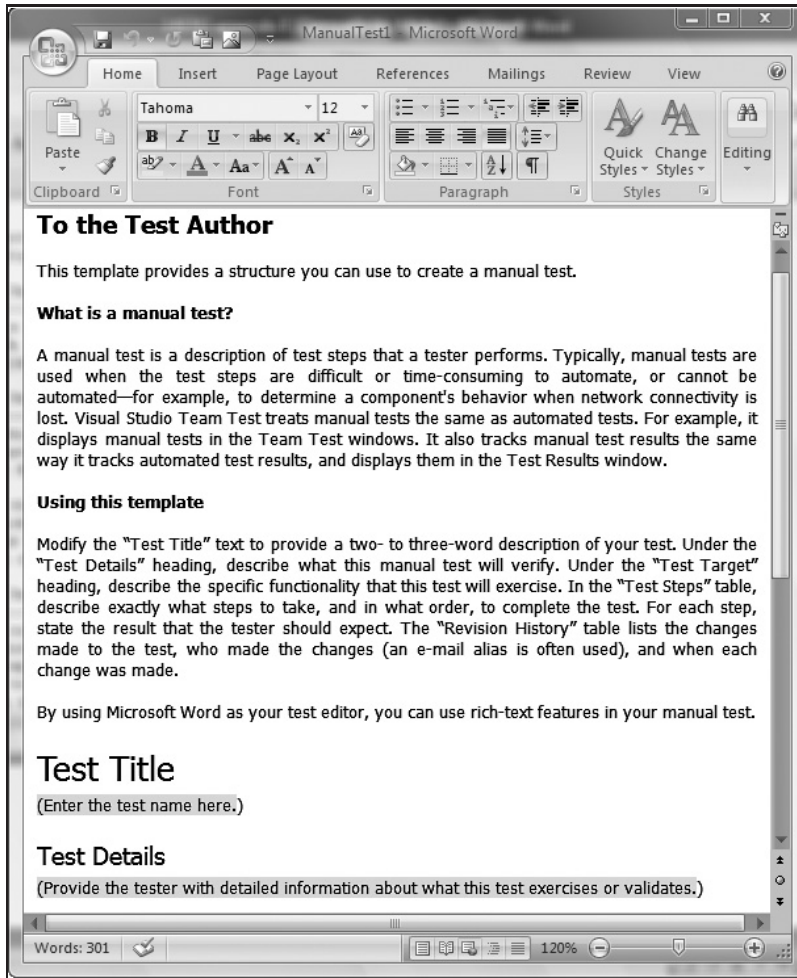 ManualTest1 - Microsoft Word
Home Insert Page Layout References Mailings Review View
Tahoma 12
Paste
B I U abc X₂ X² Aa
ab A Aa A A
Quick Styles Change Styles Editing
Clipboard Font Paragraph Styles
To the Test Author
This template provides a structure you can use to create a manual test.
What is a manual test?
A manual test is a description of test steps that a tester performs. Typically, manual tests are
used when the test steps are difficult or time-consuming to automate, or cannot be
automated—for example, to determine a component's behavior when network connectivity is
lost. Visual Studio Team Test treats manual tests the same as automated tests. For example, it
displays manual tests in the Team Test windows. It also tracks manual test results the same
way it tracks automated test results, and displays them in the Test Results window.
Using this template
Modify the “Test Title” text to provide a two- to three-word description of your test. Under the
“Test Details” heading, describe what this manual test will verify. Under the “Test Target”
heading, describe the specific functionality that this test will exercise. In the “Test Steps” table,
describe exactly what steps to take, and in what order, to complete the test. For each step,
state the result that the tester should expect. The “Revision History” table lists the changes
made to the test, who made the changes (an e-mail alias is often used), and when each
change was made.
By using Microsoft Word as your test editor, you can use rich-text features in your manual test.
Test Title
(Enter the test name here.)
Test Details
(Provide the tester with detailed information about what this test exercises or validates.)
Words: 301 120%